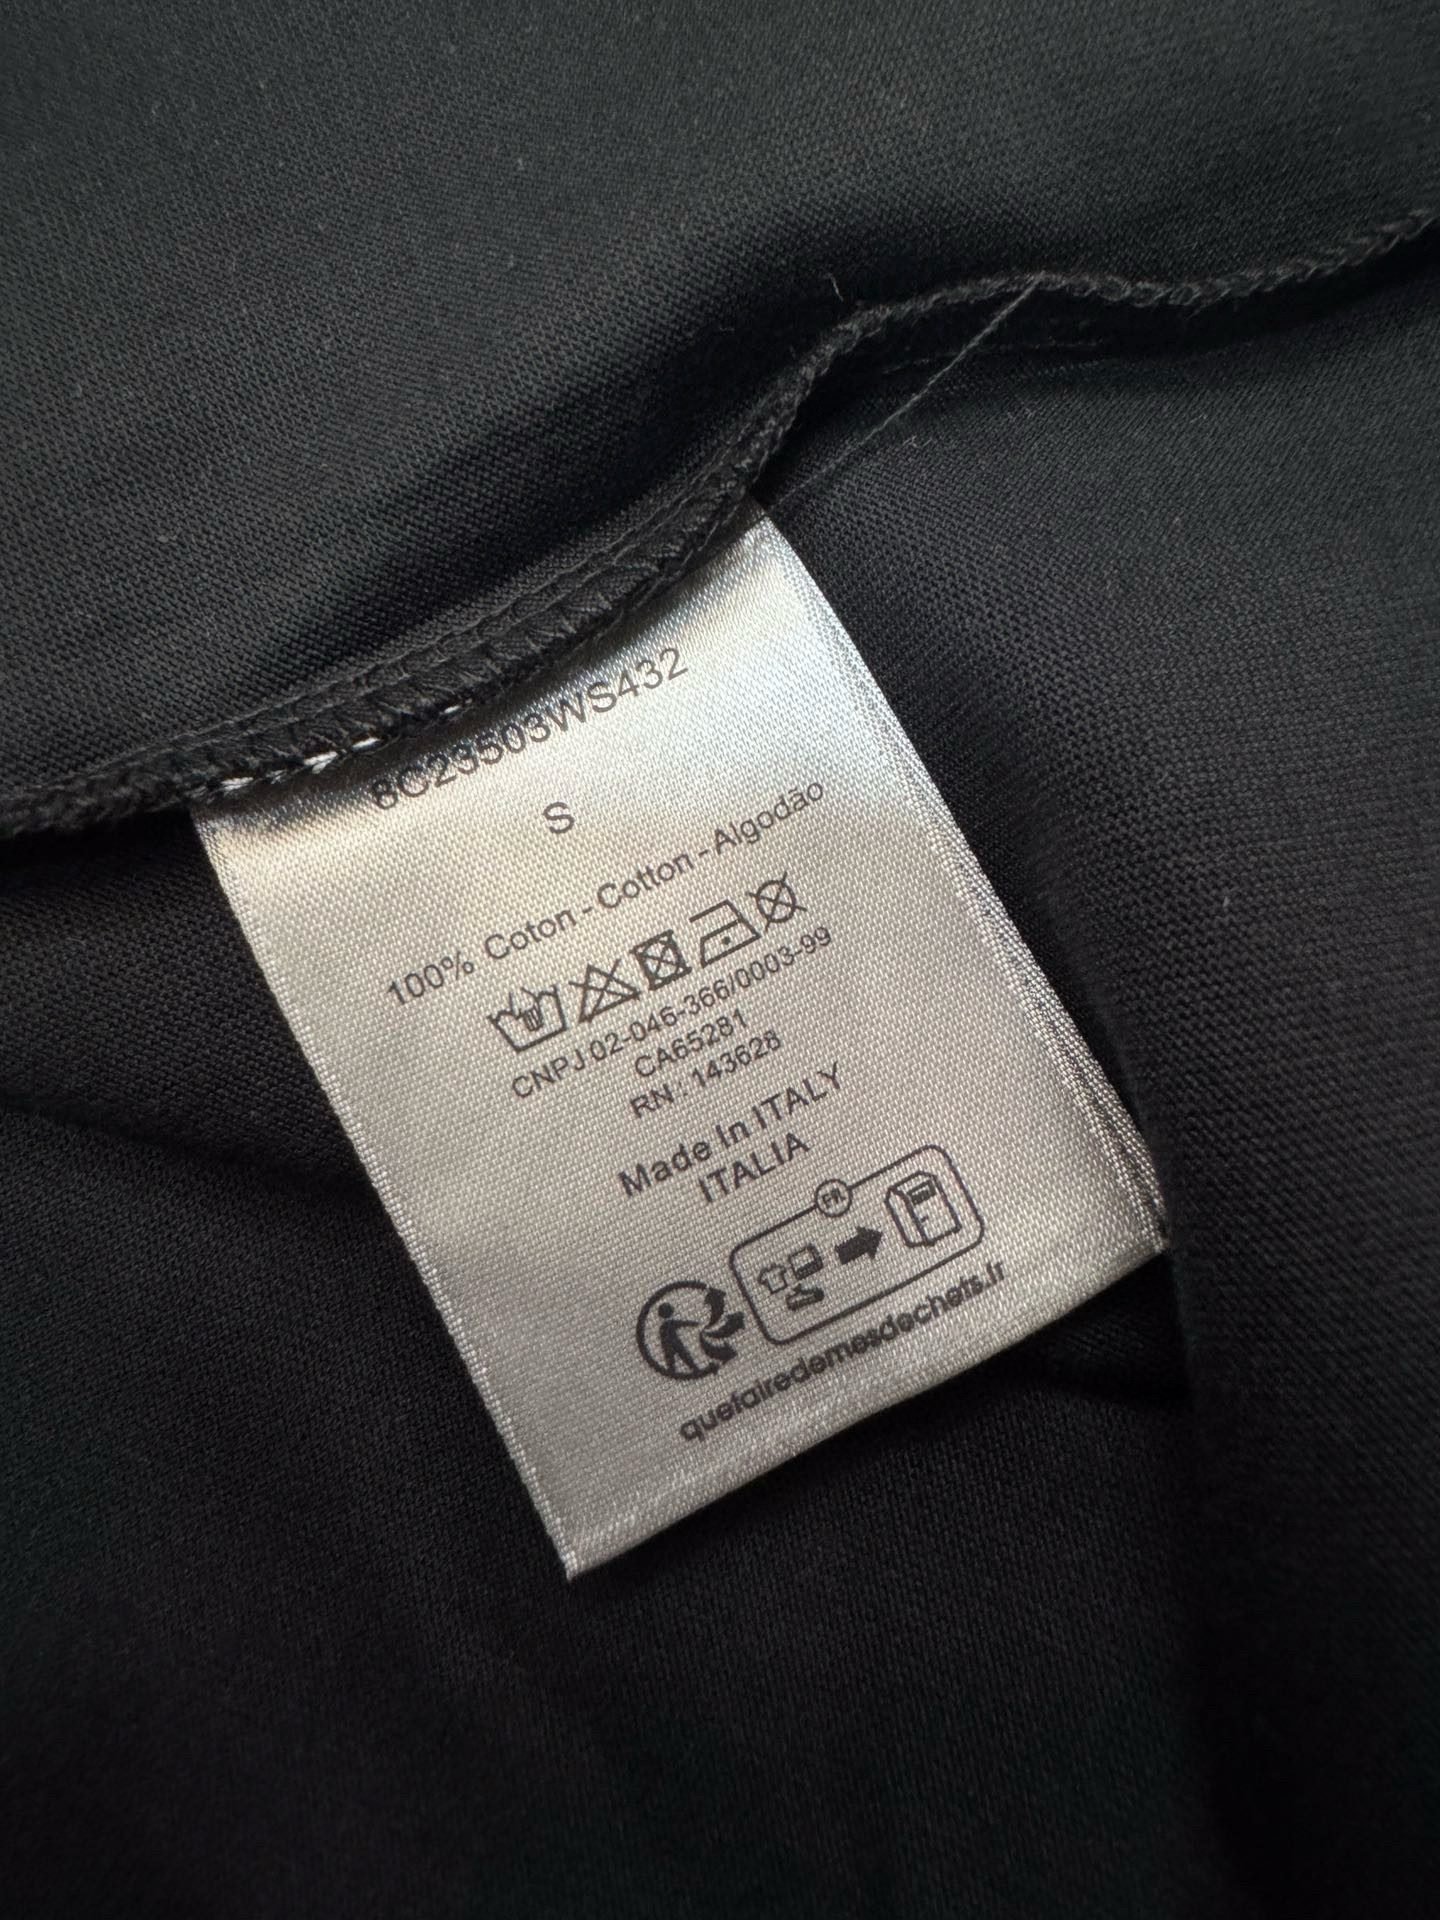 8C23503WS432
S
100% Coton - Cotton - Algodão
CNPJ 02-046-366/0003-99
CA65281
RN : 143628
Made In ITALY
ITALIA
FR
quefairedemesdechets.fr